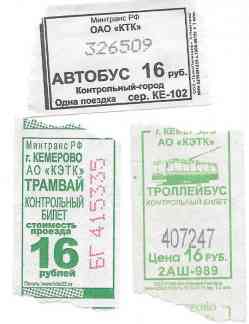 Минтранс РФ
ОАО «КТК»
326509
АВТОБУС 16 руб.
Контрольный-город
Одна поездка сер. КЕ-102
Минтранс РФ
г. КЕМЕРОВО
АО «КЭТК»
ТРАМВАЙ
КОНТРОЛЬНЫЙ
БИЛЕТ
стоимость
проезда
16
рублей
БГ 415335
г. КЕМЕРОВО
АО «КЭТК»
ТРОЛЛЕЙБУС
КОНТРОЛЬНЫЙ БИЛЕТ
407247
Цена 16 руб.
2АШ-989